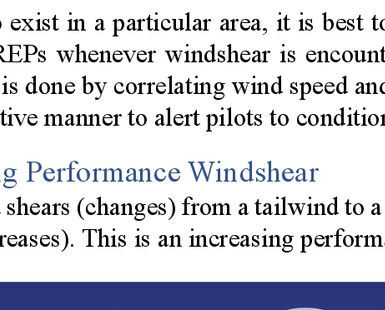 exist in a particular area, it is best to
REPs whenever windshear is encount
is done by correlating wind speed and
tive manner to alert pilots to condition
g Performance Windshear
shears (changes) from a tailwind to a
reases). This is an increasing perform